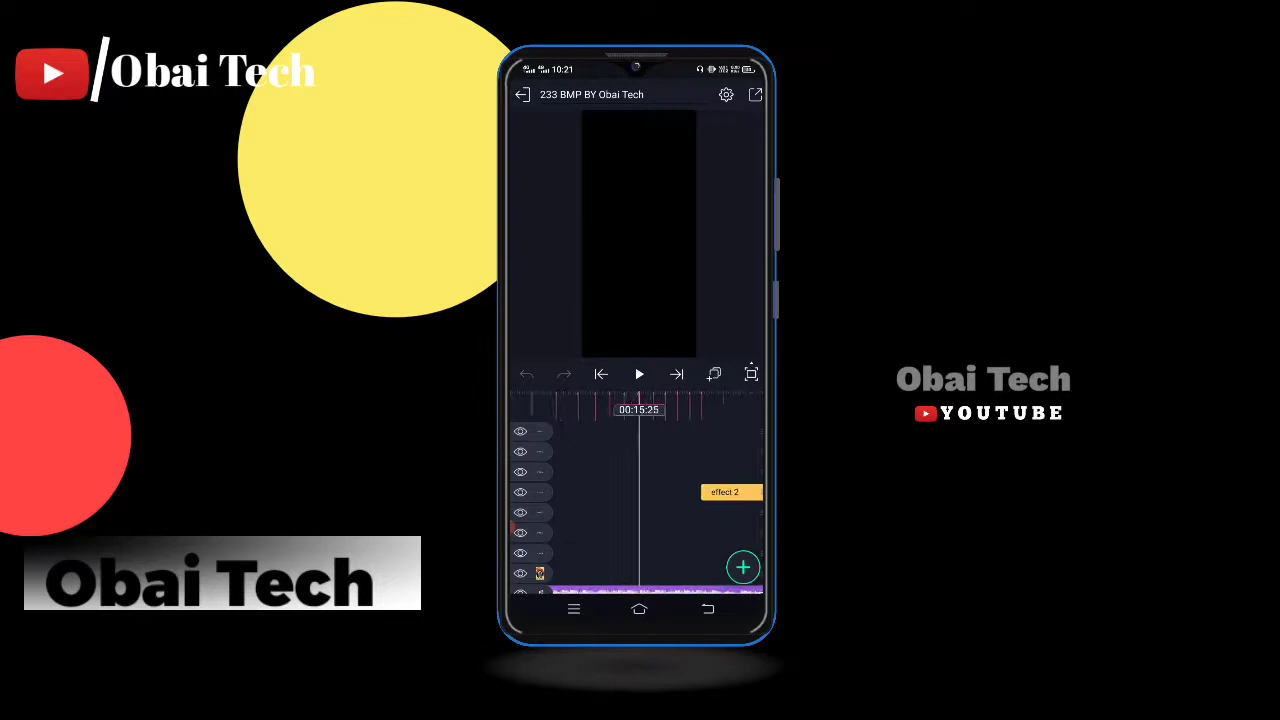 Obai Tech
10:21
233 BMP BY Obai Tech
00:15:25
effect 2
Obai Tech
YOUTUBE
Obai Tech